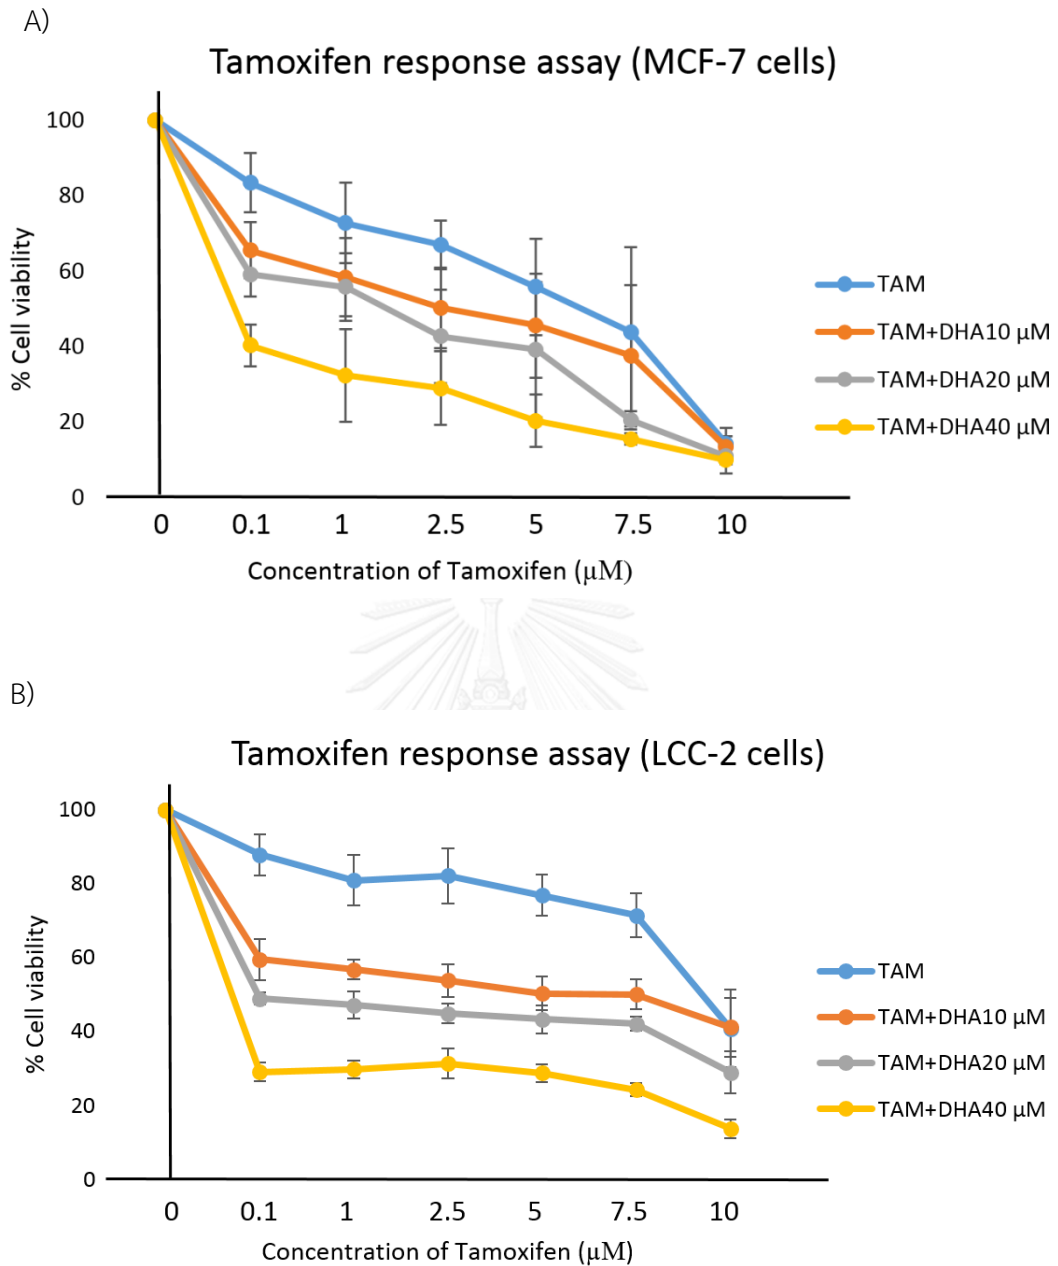 A)
Tamoxifen response assay (MCF-7 cells)
100
80
60
40
20
0
% Cell viability
0 0.1 1 2.5 5 7.5 10
Concentration of Tamoxifen (μM)
TAM
TAM+DHA10 μM
TAM+DHA20 μM
TAM+DHA40 μM
B)
Tamoxifen response assay (LCC-2 cells)
100
80
60
40
20
0
% Cell viability
0 0.1 1 2.5 5 7.5 10
Concentration of Tamoxifen (μM)
TAM
TAM+DHA10 μM
TAM+DHA20 μM
TAM+DHA40 μM